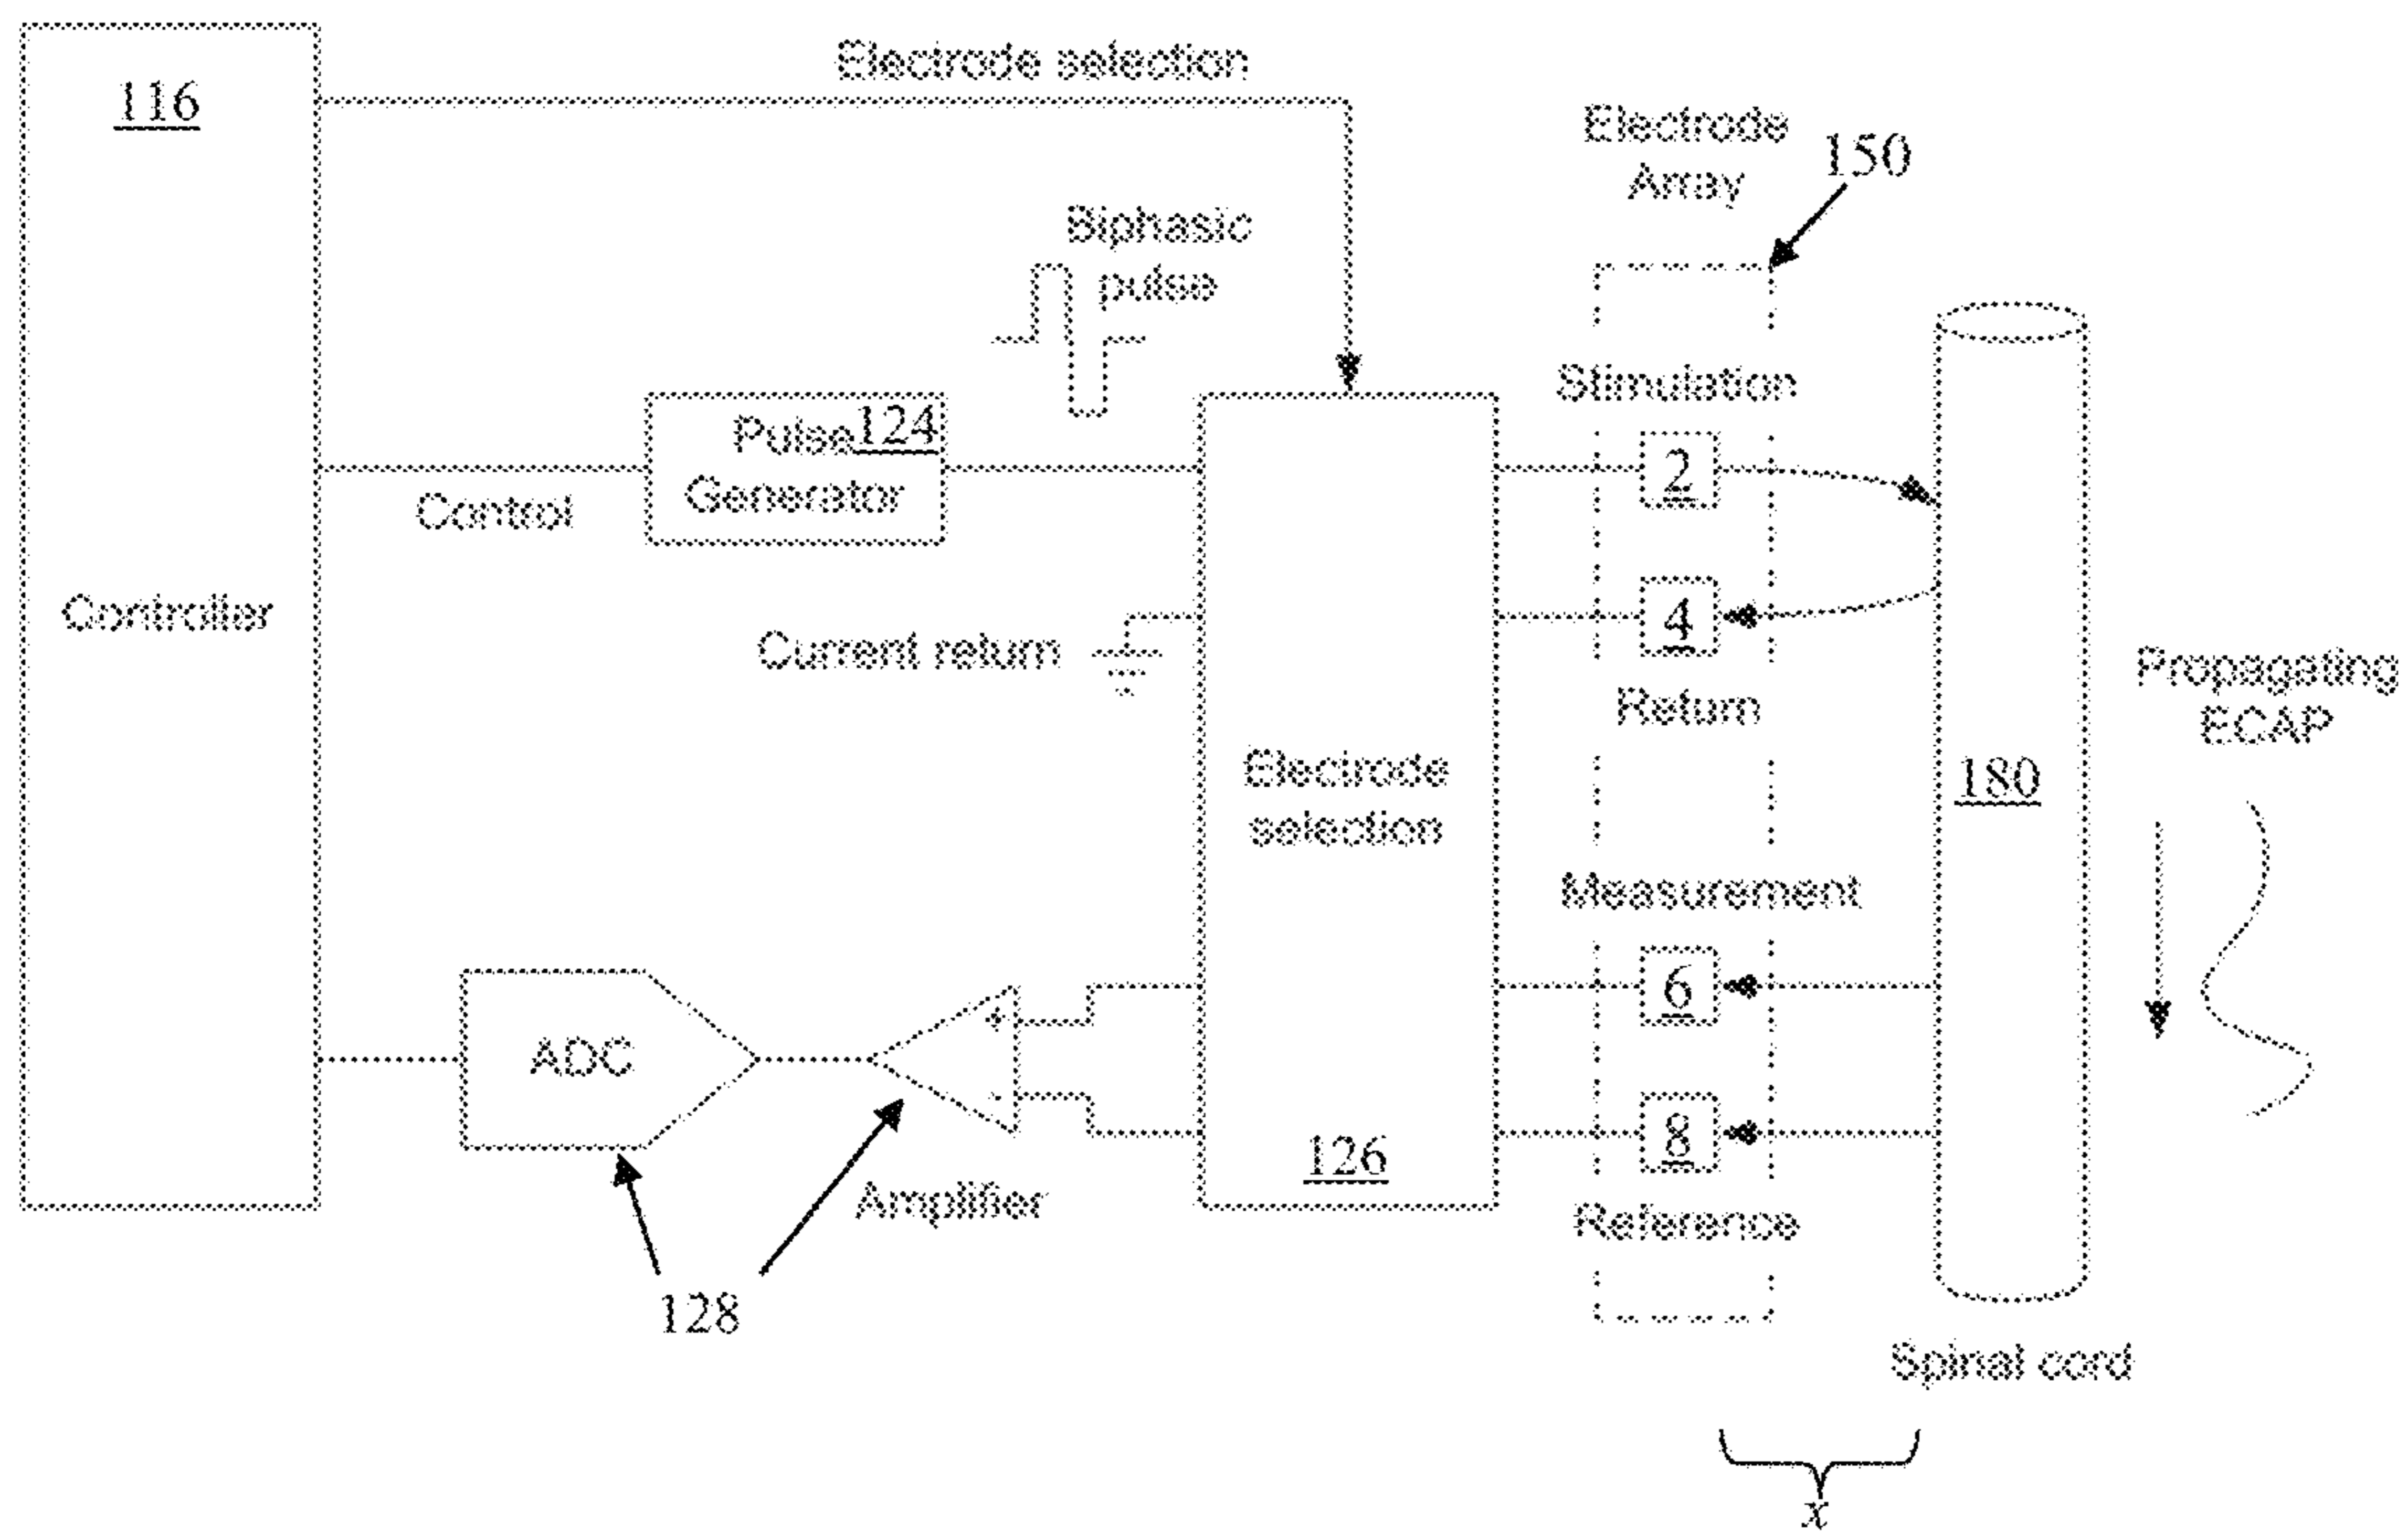 116
Electrode selection
Electrode
Array
150
Biphasic
pulse
Stimulation
Pulse 124
Generator
2
Control
Controller
4
Current return
Return
Propagating
ECAP
Electrode
selection
180
Measurement
6
+
ADC
-
8
126
Amplifier
Reference
128
Spinal cord
x